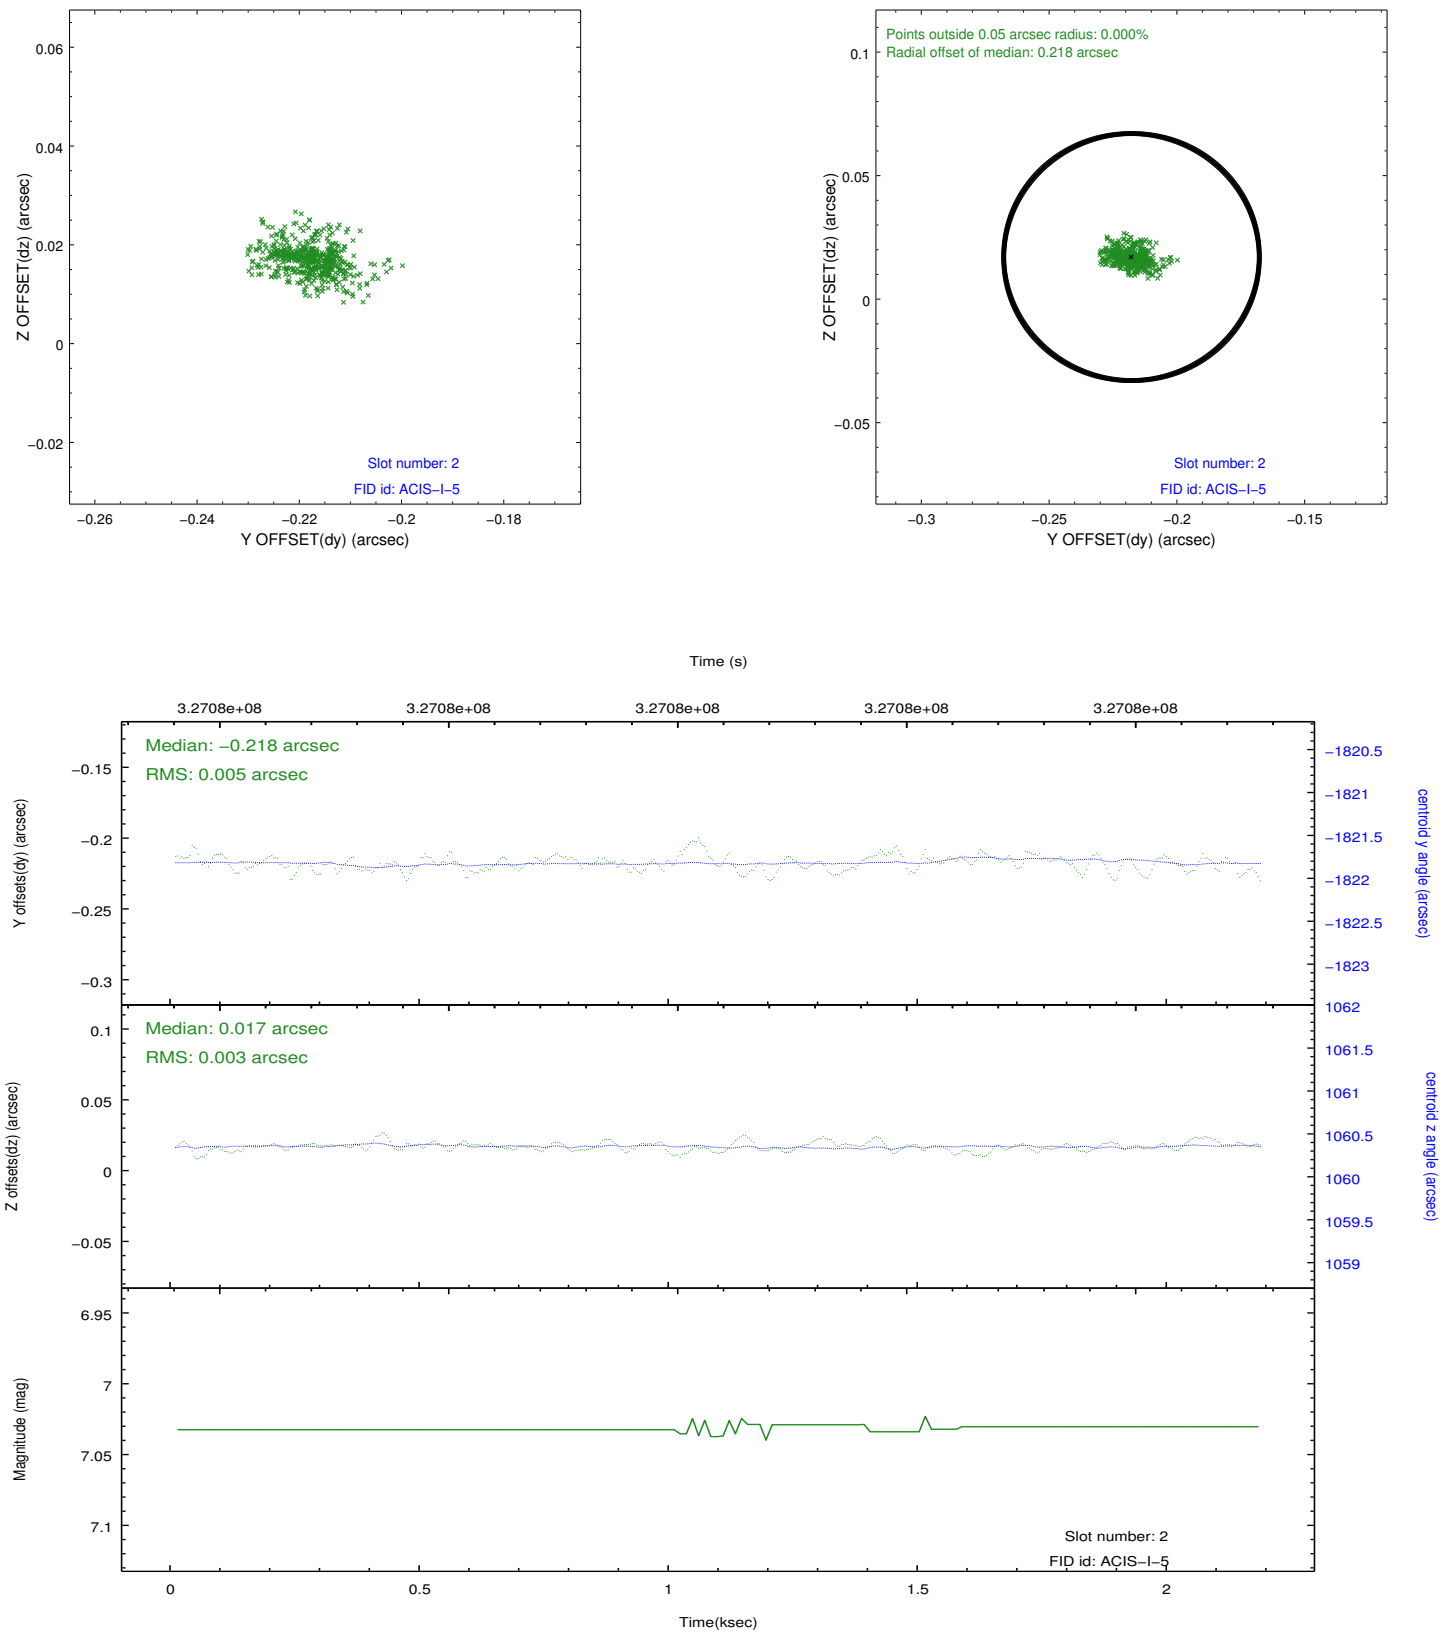 0.06
0.04
0.02
0
−0.02
Z OFFSET(dz) (arcsec)
Slot number: 2
FID id: ACIS−I−5
−0.26
−0.24
−0.22
−0.2
−0.18
Y OFFSET(dy) (arcsec)
Points outside 0.05 arcsec radius: 0.000%
Radial offset of median: 0.218 arcsec
0.1
0.05
0
−0.05
Z OFFSET(dz) (arcsec)
Slot number: 2
FID id: ACIS−I−5
−0.3
−0.25
−0.2
−0.15
Y OFFSET(dy) (arcsec)
Time (s)
3.2708e+08
3.2708e+08
3.2708e+08
3.2708e+08
3.2708e+08
Median: −0.218 arcsec
RMS: 0.005 arcsec
−0.15
−0.2
−0.25
−0.3
Y offsets(dy) (arcsec)
−1820.5
−1821
−1821.5
−1822
−1822.5
−1823
centroid y angle (arcsec)
Median: 0.017 arcsec
RMS: 0.003 arcsec
0.1
0.05
0
−0.05
Z offsets(dz) (arcsec)
1062
1061.5
1061
1060.5
1060
1059.5
1059
centroid z angle (arcsec)
6.95
7
7.05
7.1
Magnitude (mag)
Slot number: 2
FID id: ACIS−I−5
0
0.5
1
1.5
2
Time(ksec)